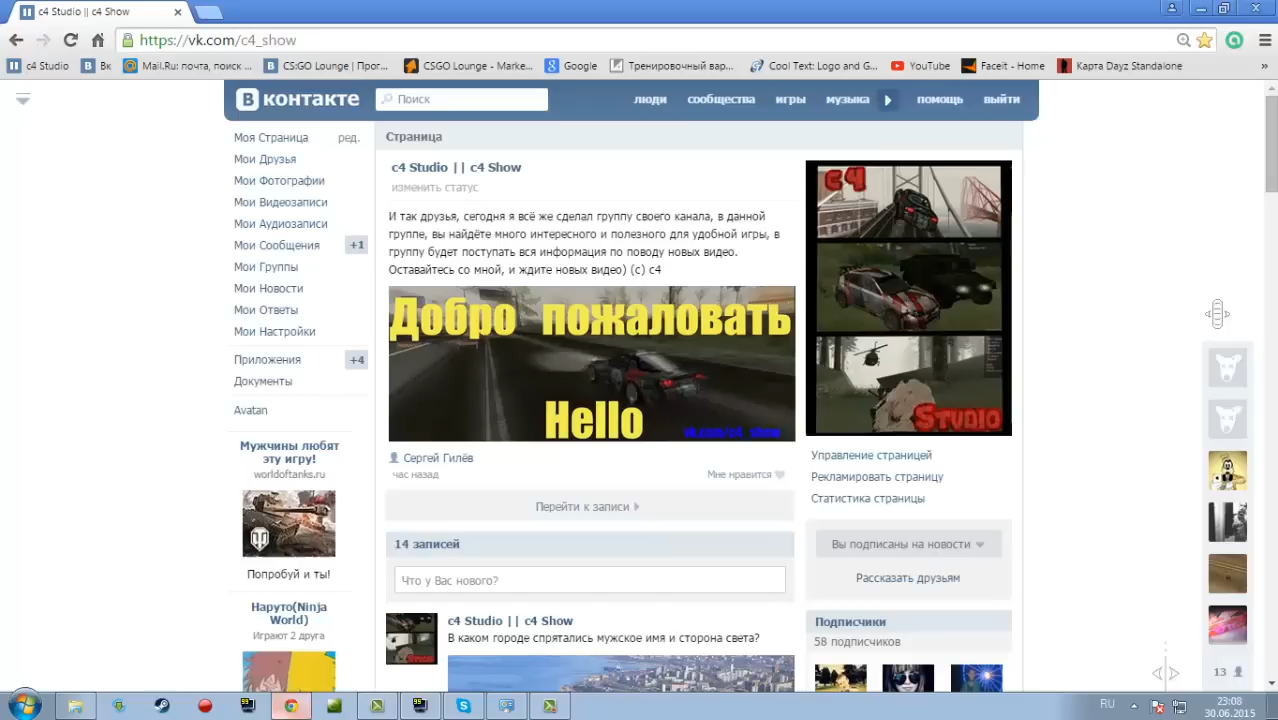 c4 Studio || c4 Show
https://vk.com/c4_show
c4 Studio
Вк
Mail.Ru: почта, поиск ...
CS:GO Lounge | Прог...
CSGO Lounge - Marke...
Google
Тренировочный вар...
Cool Text: Logo and G...
YouTube
Faceit - Home
Карта Dayz Standalone
»
В контакте
Поиск
люди
сообщества
игры
музыка
помощь
выйти
Моя Страница
ред.
Мои Друзья
Мои Фотографии
Мои Видеозаписи
Мои Аудиозаписи
Мои Сообщения
+1
Мои Группы
Мои Новости
Мои Ответы
Мои Настройки
Приложения
+4
Документы
Avatan
Мужчины любят
эту игру!
worldoftanks.ru
Попробуй и ты!
Наруто(Ninja
World)
Играют 2 друга
Страница
c4 Studio || c4 Show
изменить статус
И так друзья, сегодня я всё же сделал группу своего канала, в данной
группе, вы найдёте много интересного и полезного для удобной игры, в
группу будет поступать вся информация по поводу новых видео.
Оставайтесь со мной, и ждите новых видео) (с) c4
Добро пожаловать
Hello
vk.com/c4_show
Сергей Гилёв
час назад
Мне нравится
Перейти к записи
14 записей
Что у Вас нового?
c4 Studio || c4 Show
В каком городе спрятались мужское имя и сторона света?
c4
Studio
Управление страницей
Рекламировать страницу
Статистика страницы
Вы подписаны на новости
Рассказать друзьям
Подписчики
58 подписчиков
13
RU
23:08
30.06.2015